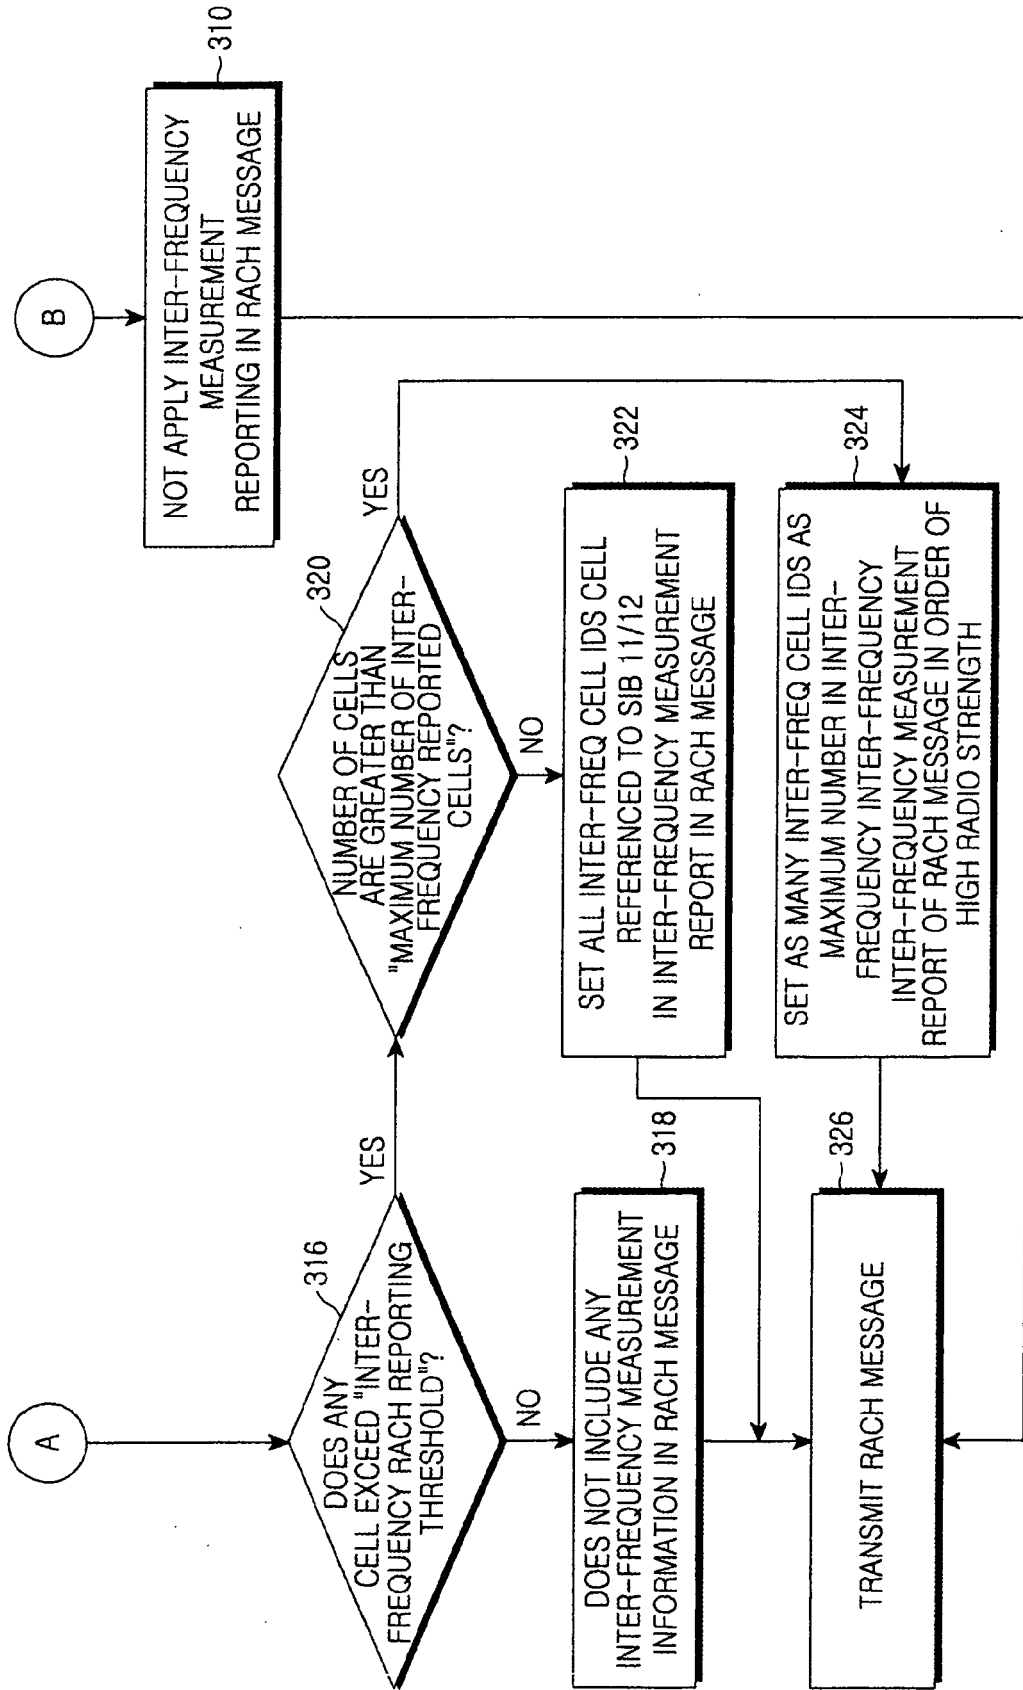 A
DOES ANY
CELL EXCEED "INTER-
FREQUENCY RACH REPORTING
THRESHOLD"?
316
YES
NO
DOES NOT INCLUDE ANY
INTER-FREQUENCY MEASUREMENT
INFORMATION IN RACH MESSAGE
318
NUMBER OF CELLS
ARE GREATER THAN
"MAXIMUM NUMBER OF INTER-
FREQUENCY REPORTED
CELLS"?
320
YES
NO
SET ALL INTER-FREQ CELL IDS CELL
REFERENCED TO SIB 11/12
IN INTER-FREQUENCY MEASUREMENT
REPORT IN RACH MESSAGE
322
SET AS MANY INTER-FREQ CELL IDS AS
MAXIMUM NUMBER IN INTER-
FREQUENCY INTER-FREQUENCY
INTER-FREQUENCY MEASUREMENT
REPORT OF RACH MESSAGE IN ORDER OF
HIGH RADIO STRENGTH
324
TRANSMIT RACH MESSAGE
326
B
NOT APPLY INTER-FREQUENCY
MEASUREMENT
REPORTING IN RACH MESSAGE
310